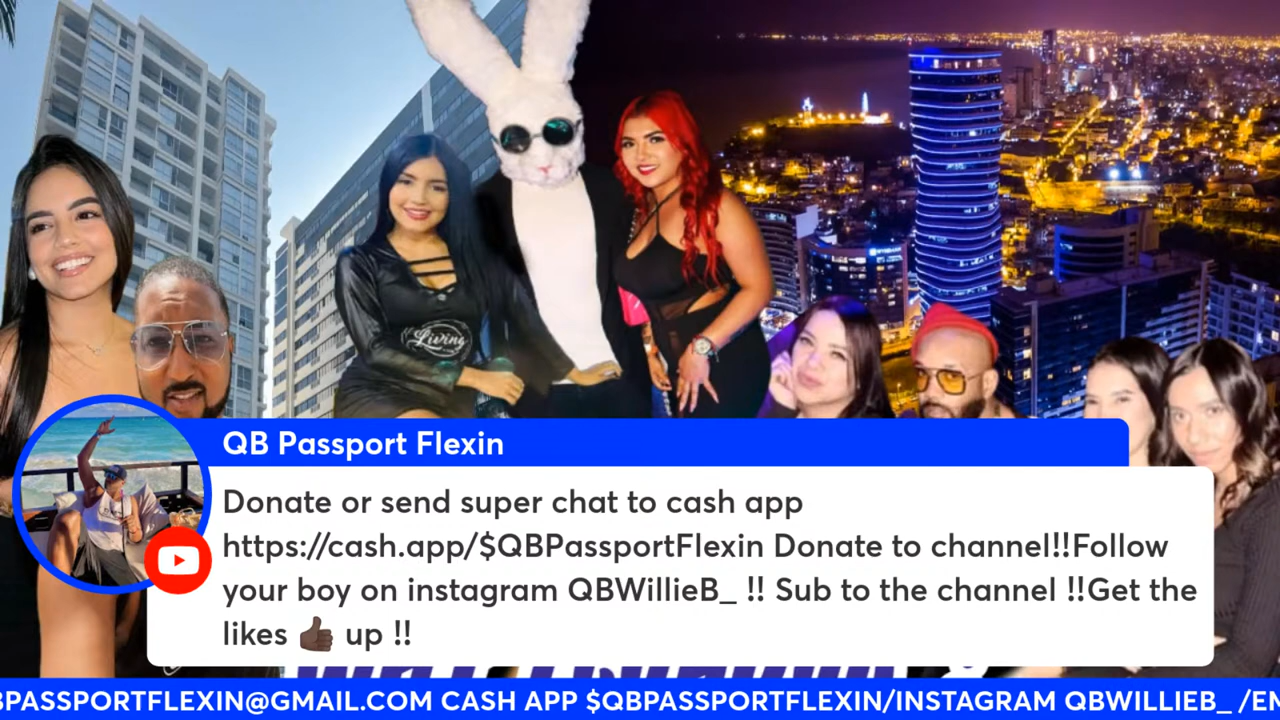 Living
QB Passport Flexin
Donate or send super chat to cash app
https://cash.app/$QBPassportFlexin Donate to channel!!Follow
your boy on instagram QBWillieB_ !! Sub to the channel !!Get the
likes 👍🏿 up !!
BPASSPORTFLEXIN@GMAIL.COM CASH APP $QBPASSPORTFLEXIN/INSTAGRAM QBWILLIEB_ /EN